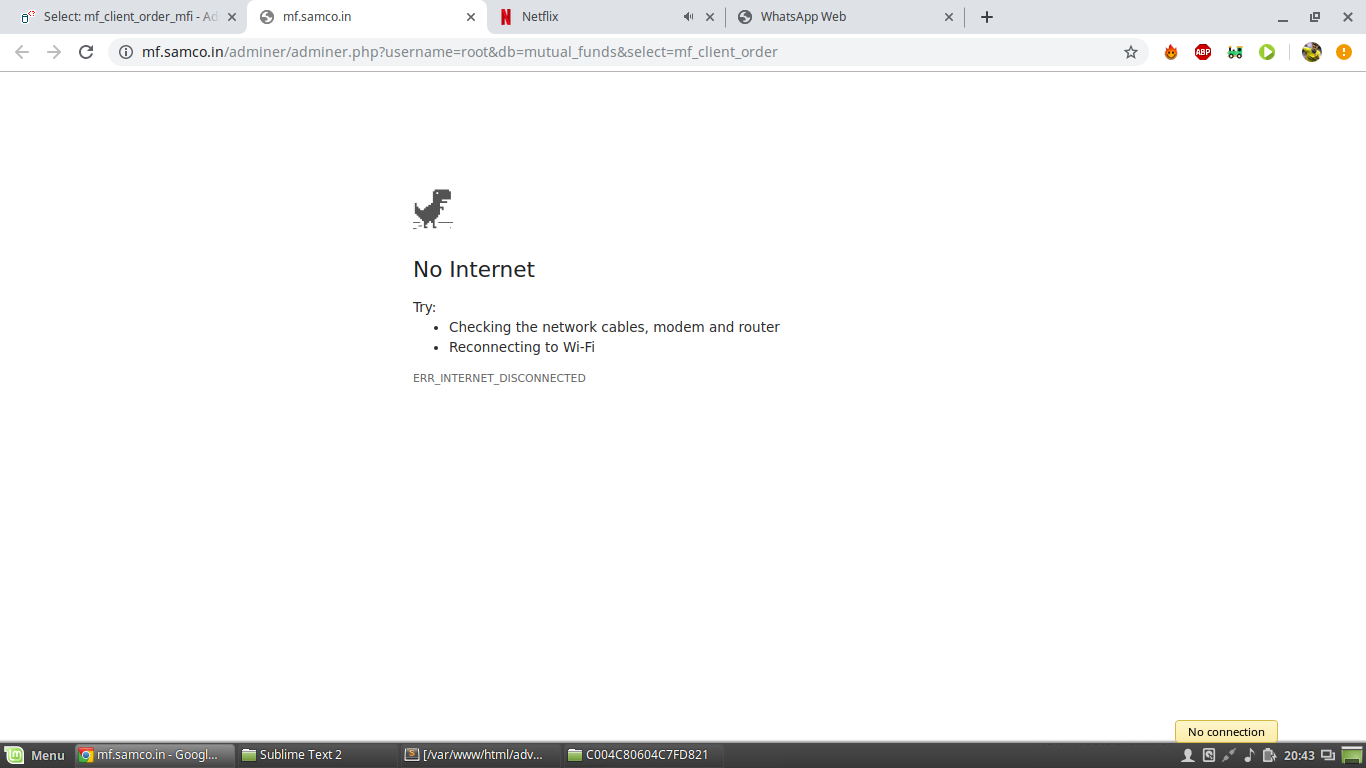 Select: mf_client_order_mfi - Ad
mf.samco.in
Netflix
WhatsApp Web
mf.samco.in/adminer/adminer.php?username=root&db=mutual_funds&select=mf_client_order
ABP
No Internet
Try:
• Checking the network cables, modem and router
• Reconnecting to Wi-Fi
ERR_INTERNET_DISCONNECTED
No connection
Menu
mf.samco.in - Googl...
Sublime Text 2
[/var/www/html/adv...
C004C80604C7FD821
20:43